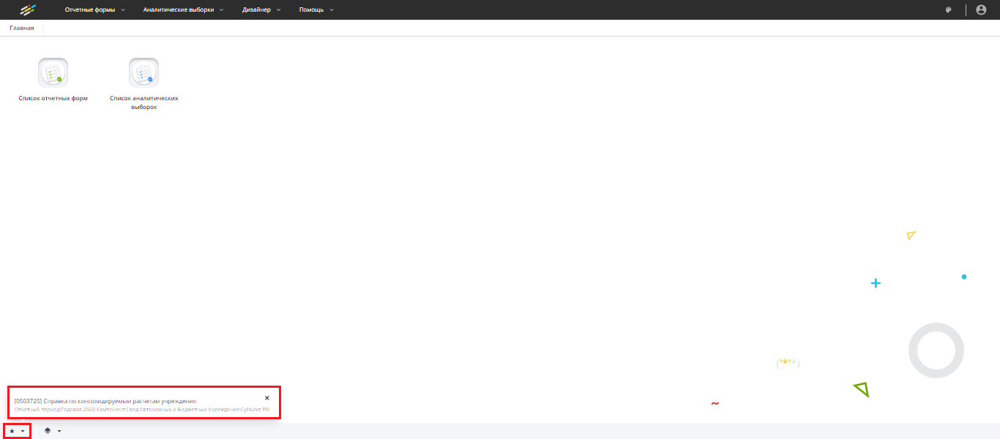 Отчетные формы Аналитические выборки Дизайнер Помощь
Главная
Список отчетных форм
Список аналитических
выборок
('*'*)
[0503725] Справка по консолидируемым расчетам учреждения
Отчетный период:Годовая 2020 Компонент:Свод Автономных и Бюджетных Учреждение:Субъект РФ